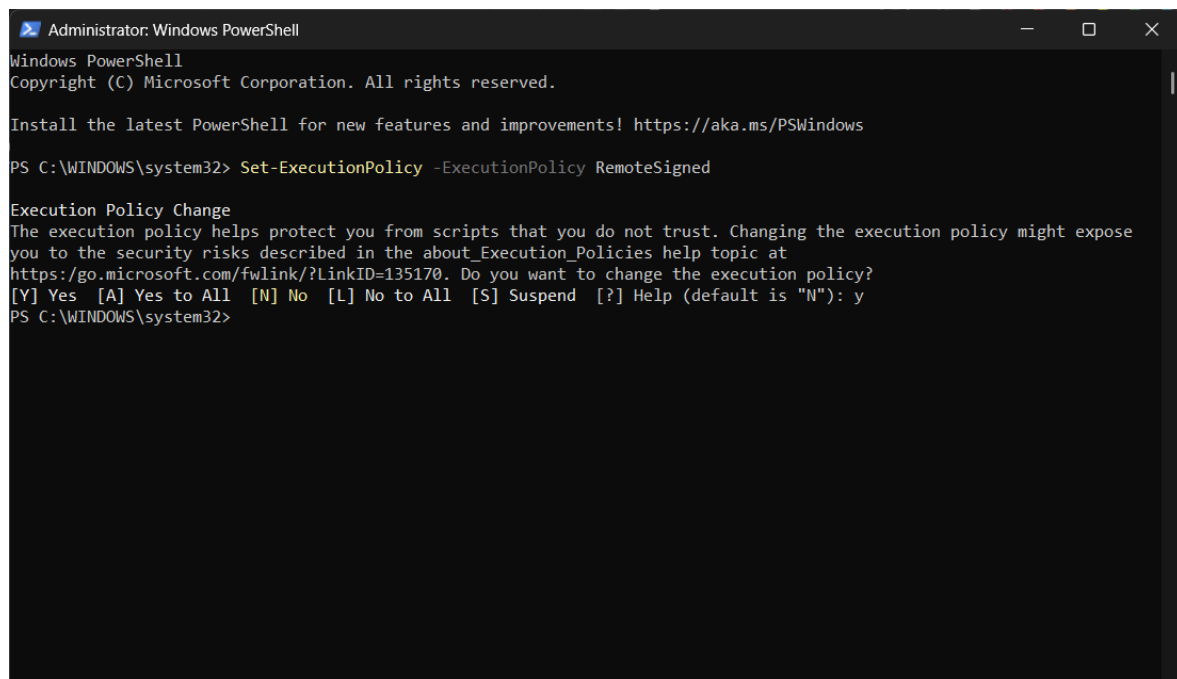 Administrator: Windows PowerShell
Windows PowerShell
Copyright (C) Microsoft Corporation. All rights reserved.
Install the latest PowerShell for new features and improvements! https://aka.ms/PSWindows
PS C:\WINDOWS\system32> Set-ExecutionPolicy -ExecutionPolicy RemoteSigned
Execution Policy Change
The execution policy helps protect you from scripts that you do not trust. Changing the execution policy might expose
you to the security risks described in the about_Execution_Policies help topic at
https:/go.microsoft.com/fwlink/?LinkID=135170. Do you want to change the execution policy?
[Y] Yes  [A] Yes to All  [N] No  [L] No to All  [S] Suspend  [?] Help (default is "N"): y
PS C:\WINDOWS\system32>